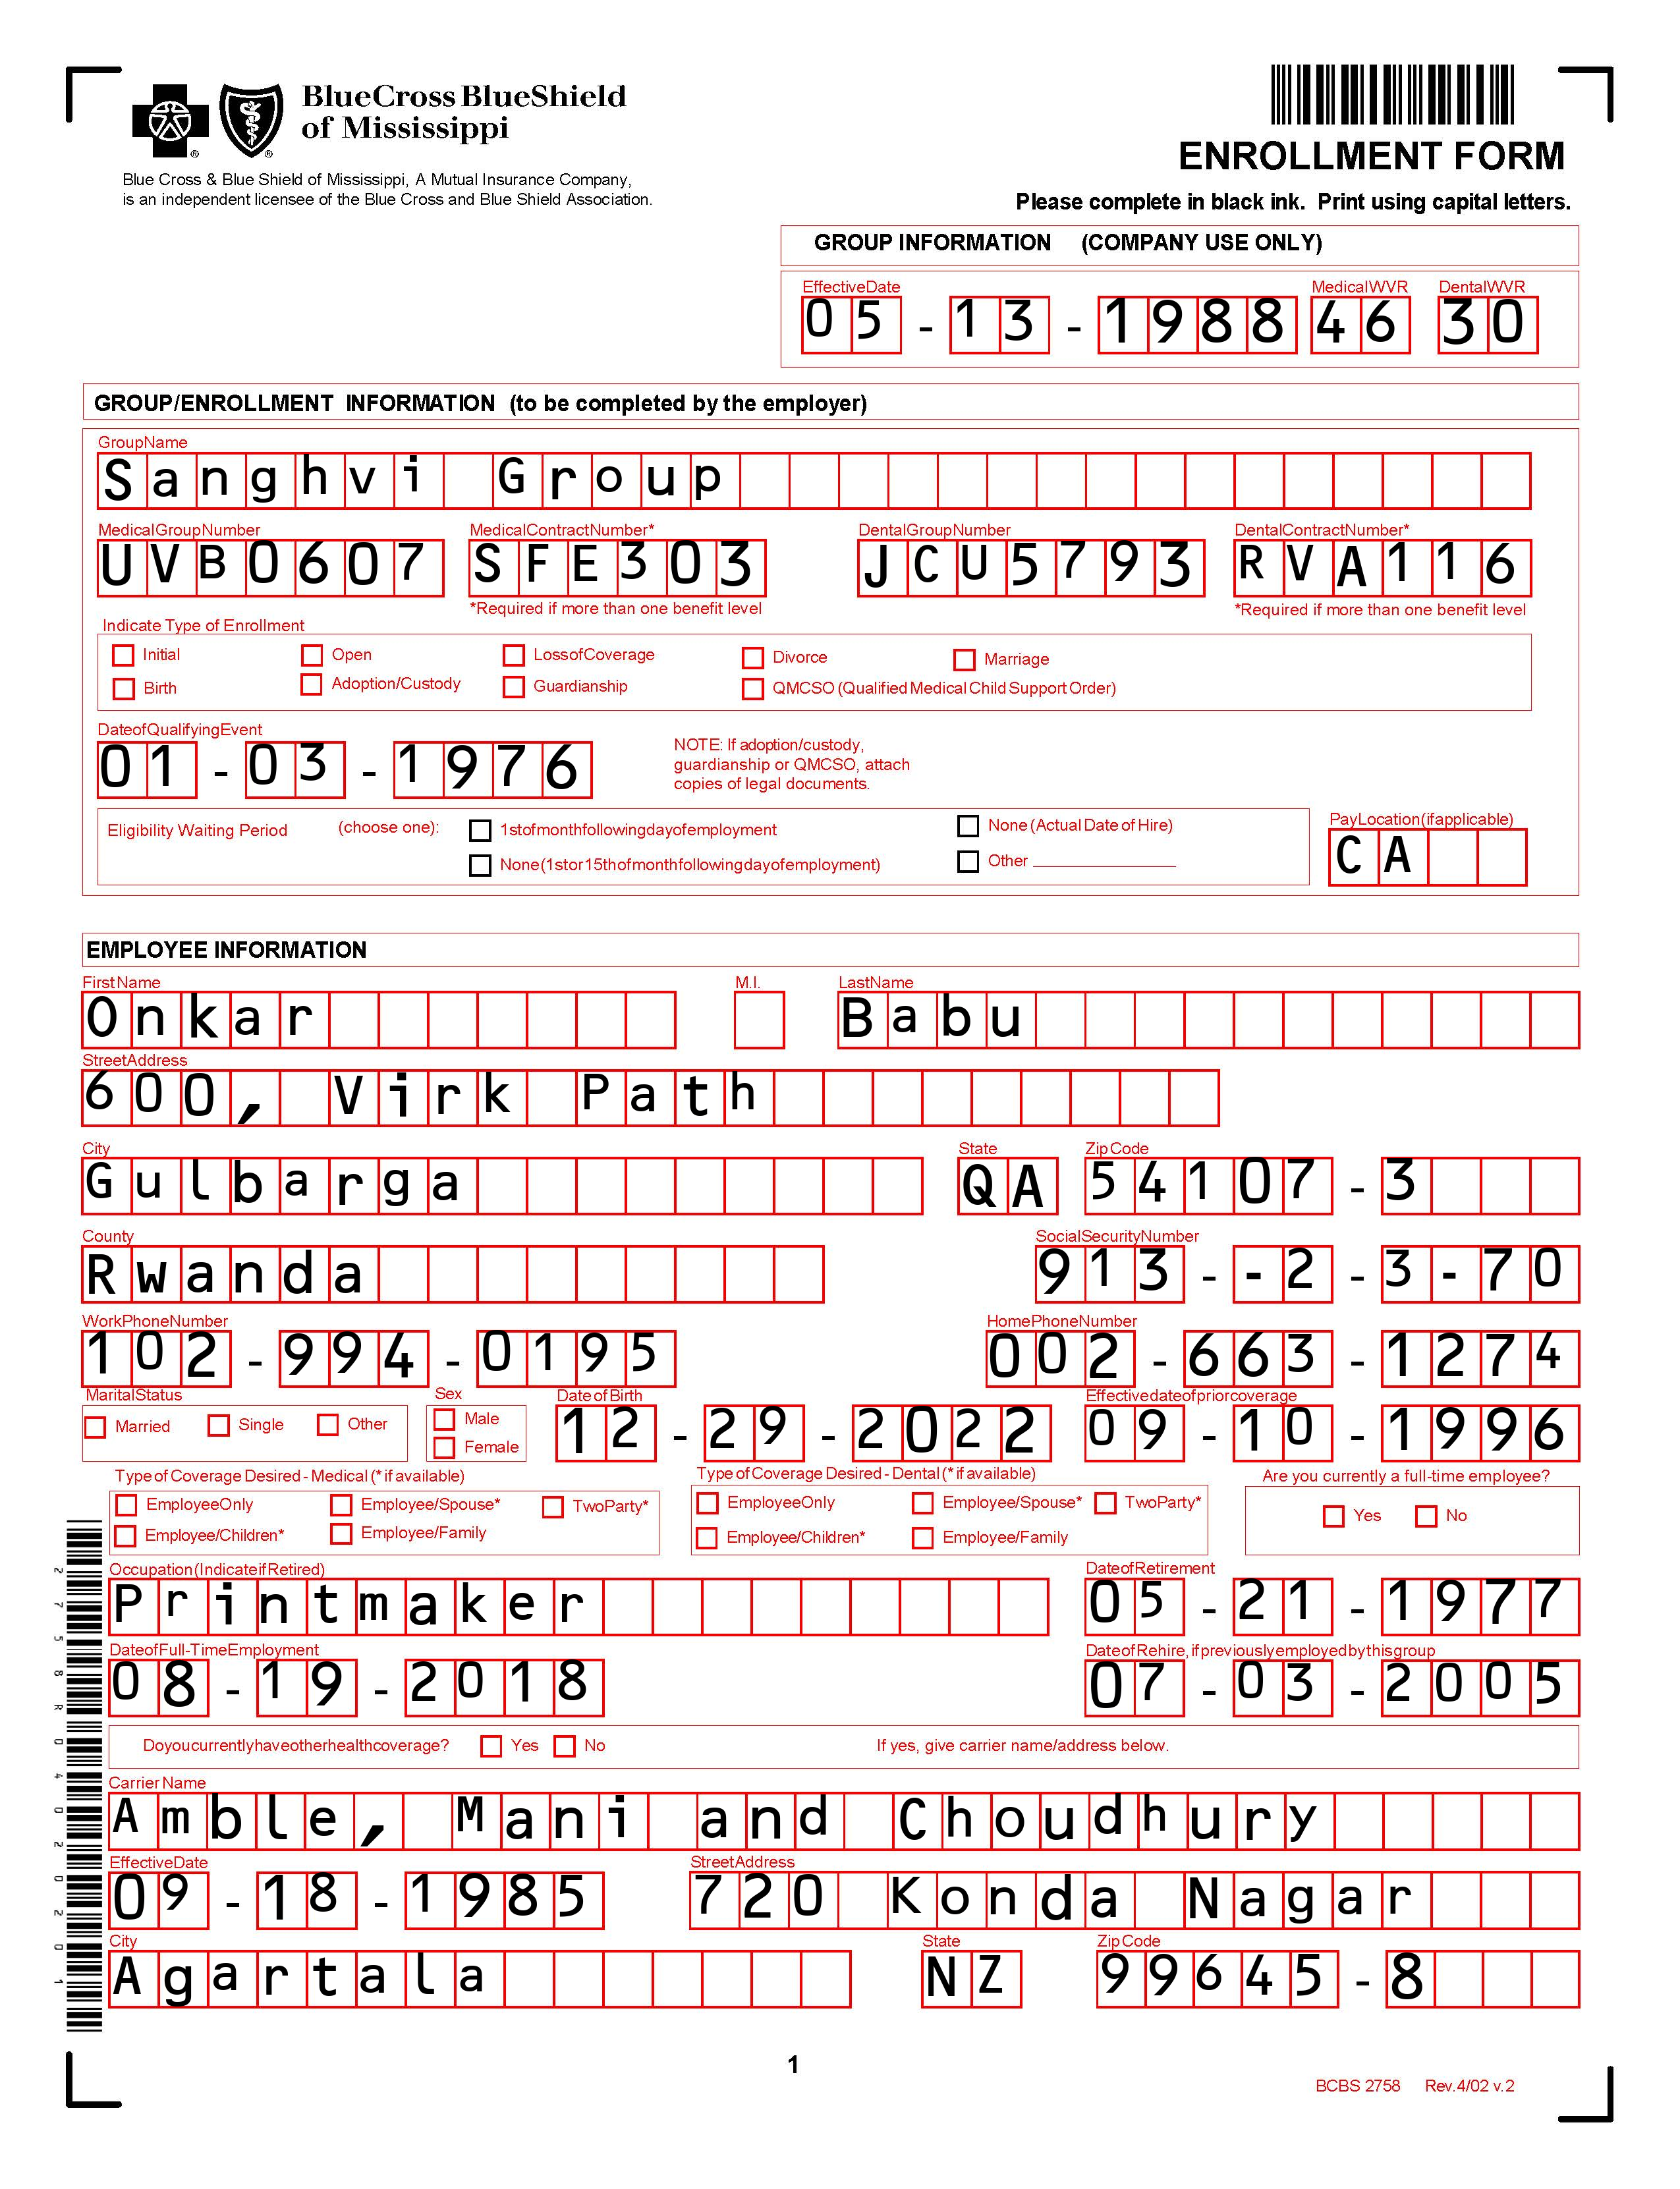 BlueCross BlueShield
of Mississippi
Blue Cross & Blue Shield of Mississippi, A Mutual Insurance Company,
is an independent licensee of the Blue Cross and Blue Shield Association.
ENROLLMENT FORM
Please complete in black ink. Print using capital letters.
GROUP INFORMATION (COMPANY USE ONLY)
EffectiveDate MedicalWVR DentalWVR
05-13-1988 46 30
GROUP/ENROLLMENT INFORMATION (to be completed by the employer)
GroupName
Sanghvi Group
MedicalGroupNumber MedicalContractNumber* DentalGroupNumber DentalContractNumber*
UVB0607 SFE303 JCU5793 RVA116
*Required if more than one benefit level *Required if more than one benefit level
Indicate Type of Enrollment
Initial Open LossofCoverage Divorce Marriage
Birth Adoption/Custody Guardianship QMCSO (Qualified Medical Child Support Order)
DateofQualifyingEvent
01-03-1976
NOTE: If adoption/custody,
guardianship or QMCSO, attach
copies of legal documents.
Eligibility Waiting Period (choose one): 1stofmonthfollowingdayofemployment None (Actual Date of Hire)
None(1stor15thofmonthfollowingdayofemployment) Other
PayLocation(ifapplicable)
CA
EMPLOYEE INFORMATION
FirstName M.I. LastName
Onkar Babu
StreetAddress
600, Virk Path
City State Zip Code
Gulbarga QA 54107-3
County SocialSecurityNumber
Rwanda 913--2-3-70
WorkPhoneNumber HomePhoneNumber
102-994-0195 002-663-1274
MaritalStatus Sex Date of Birth Effectivedateofpriorcoverage
Married Single Other Male Female 12-29-2022 09-10-1996
Type of Coverage Desired - Medical (* if available) Type of Coverage Desired - Dental (* if available) Are you currently a full-time employee?
EmployeeOnly Employee/Spouse* TwoParty* EmployeeOnly Employee/Spouse* TwoParty* Yes No
Employee/Children* Employee/Family Employee/Children* Employee/Family
Occupation (IndicateifRetired) DateofRetirement
Printmaker 05-21-1977
DateofFull-TimeEmployment DateofRehire, ifpreviouslyemployedbythisgroup
08-19-2018 07-03-2005
Doyoucurrentlyhaveotherhealthcoverage? Yes No If yes, give carrier name/address below.
Carrier Name
Amble, Mani and Choudhury
EffectiveDate StreetAddress
09-18-1985 720 Konda Nagar
City State Zip Code
Agartala NZ 99645-8
2758R04020201
1
BCBS 2758 Rev.4/02 v.2